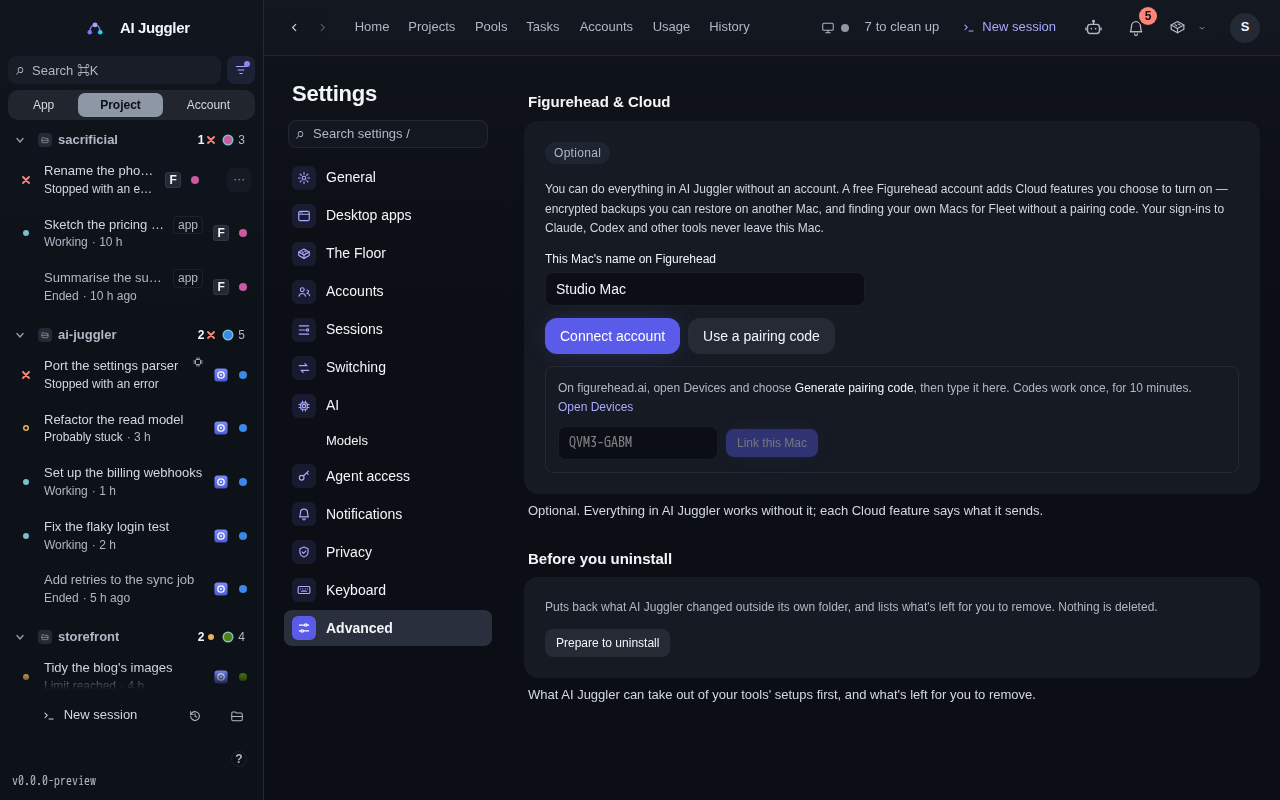 AI Juggler
Home
Projects
Pools
Tasks
Accounts
Usage
History
7 to clean up
New session
5
S
Search ⌘K
App
Project
Account
sacrificial
1
3
Rename the pho…
Stopped with an e…
F
Sketch the pricing …
app
Working · 10 h
F
Summarise the su…
app
Ended · 10 h ago
F
ai-juggler
2
5
Port the settings parser
Stopped with an error
Refactor the read model
Probably stuck · 3 h
Set up the billing webhooks
Working · 1 h
Fix the flaky login test
Working · 2 h
Add retries to the sync job
Ended · 5 h ago
storefront
2
4
Tidy the blog's images
Limit reached · 4 h
New session
?
v0.0.0-preview
Settings
Search settings /
General
Desktop apps
The Floor
Accounts
Sessions
Switching
AI
Models
Agent access
Notifications
Privacy
Keyboard
Advanced
Figurehead & Cloud
Optional
You can do everything in AI Juggler without an account. A free Figurehead account adds Cloud features you choose to turn on —
encrypted backups you can restore on another Mac, and finding your own Macs for Fleet without a pairing code. Your sign-ins to
Claude, Codex and other tools never leave this Mac.
This Mac's name on Figurehead
Studio Mac
Connect account
Use a pairing code
On figurehead.ai, open Devices and choose Generate pairing code, then type it here. Codes work once, for 10 minutes.
Open Devices
QVM3-GABM
Link this Mac
Optional. Everything in AI Juggler works without it; each Cloud feature says what it sends.
Before you uninstall
Puts back what AI Juggler changed outside its own folder, and lists what's left for you to remove. Nothing is deleted.
Prepare to uninstall
What AI Juggler can take out of your tools' setups first, and what's left for you to remove.